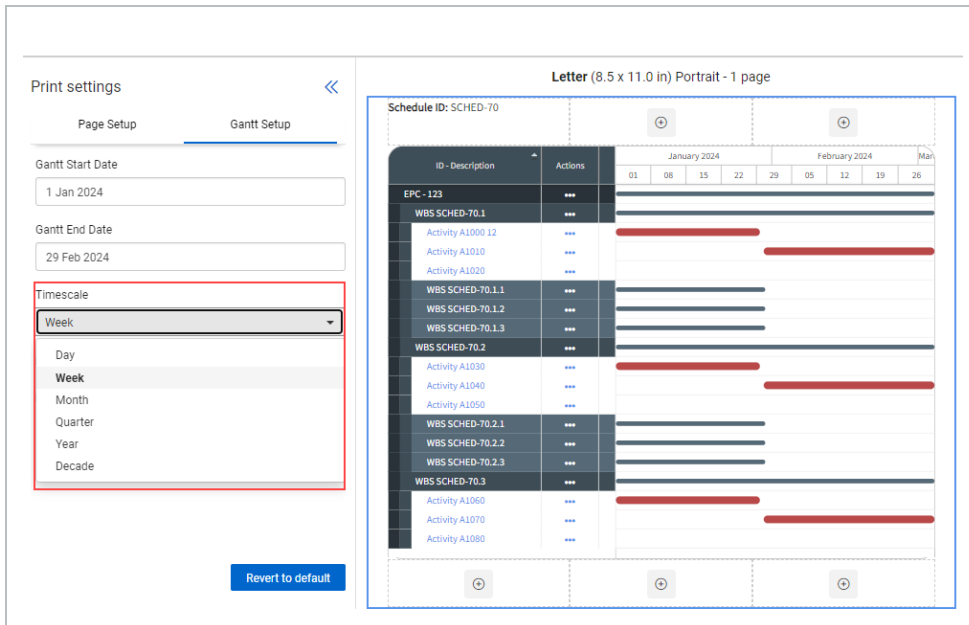 Print settings
Page Setup
Gantt Setup
Gantt Start Date
1 Jan 2024
Gantt End Date
29 Feb 2024
Timescale
Week
Day
Week
Month
Quarter
Year
Decade
Revert to default
Letter (8.5 x 11.0 in) Portrait - 1 page
Schedule ID: SCHED-70
ID - Description Actions January 2024 February 2024
01 08 15 22 29 05 12 19 26
EPC - 123
WBS SCHED-70.1
Activity A1000 12
Activity A1010
Activity A1020
WBS SCHED-70.1.1
WBS SCHED-70.1.2
WBS SCHED-70.1.3
WBS SCHED-70.2
Activity A1030
Activity A1040
Activity A1050
WBS SCHED-70.2.1
WBS SCHED-70.2.2
WBS SCHED-70.2.3
WBS SCHED-70.3
Activity A1060
Activity A1070
Activity A1080